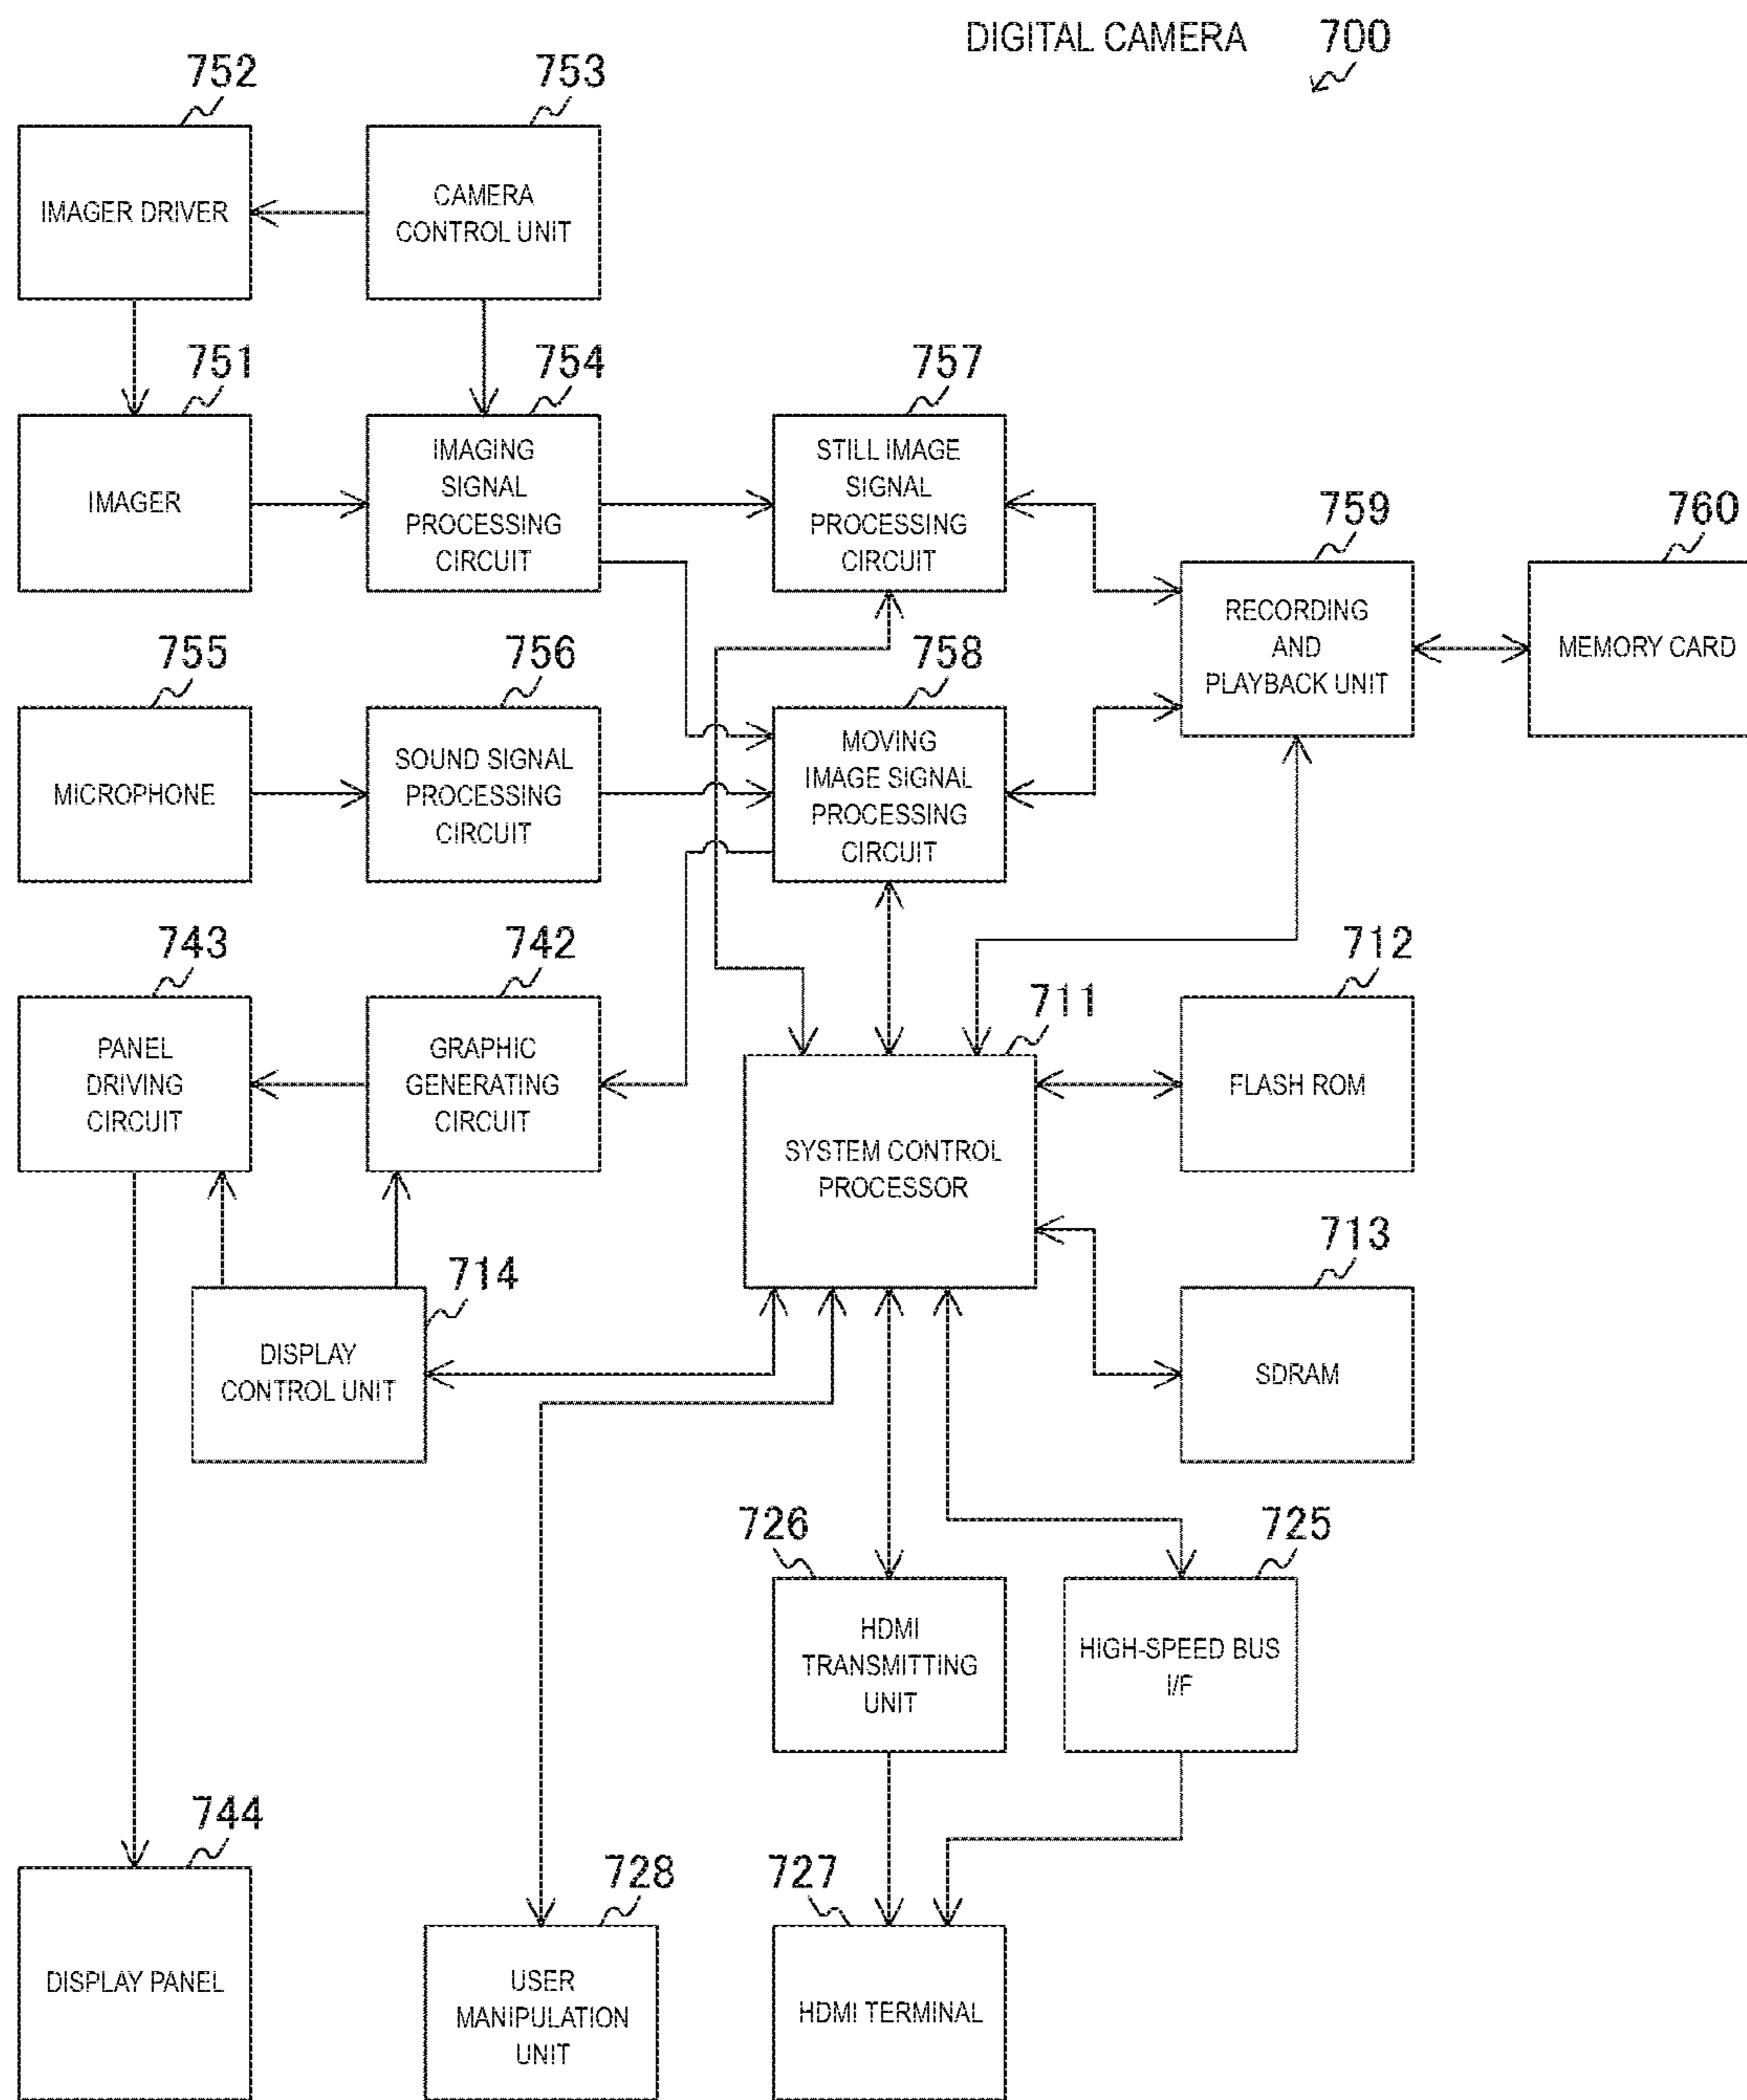 DIGITAL CAMERA 700
752
IMAGER DRIVER
753
CAMERA
CONTROL UNIT
751
IMAGER
754
IMAGING
SIGNAL
PROCESSING
CIRCUIT
757
STILL IMAGE
SIGNAL
PROCESSING
CIRCUIT
759
RECORDING
AND
PLAYBACK UNIT
760
MEMORY CARD
755
MICROPHONE
756
SOUND SIGNAL
PROCESSING
CIRCUIT
758
MOVING
IMAGE SIGNAL
PROCESSING
CIRCUIT
743
PANEL
DRIVING
CIRCUIT
742
GRAPHIC
GENERATING
CIRCUIT
711
SYSTEM CONTROL
PROCESSOR
712
FLASH ROM
714
DISPLAY
CONTROL UNIT
713
SDRAM
726
HDMI
TRANSMITTING
UNIT
725
HIGH-SPEED BUS
I/F
744
DISPLAY PANEL
728
USER
MANIPULATION
UNIT
727
HDMI TERMINAL